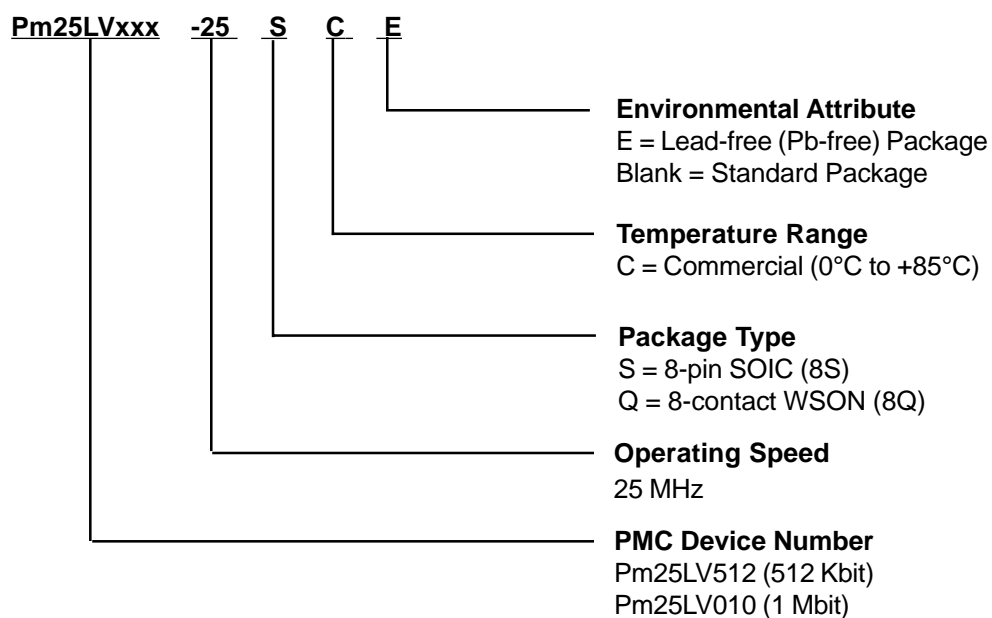 Pm25LVxxx -25 S C E
Environmental Attribute
E = Lead-free (Pb-free) Package
Blank = Standard Package
Temperature Range
C = Commercial (0°C to +85°C)
Package Type
S = 8-pin SOIC (8S)
Q = 8-contact WSON (8Q)
Operating Speed
25 MHz
PMC Device Number
Pm25LV512 (512 Kbit)
Pm25LV010 (1 Mbit)